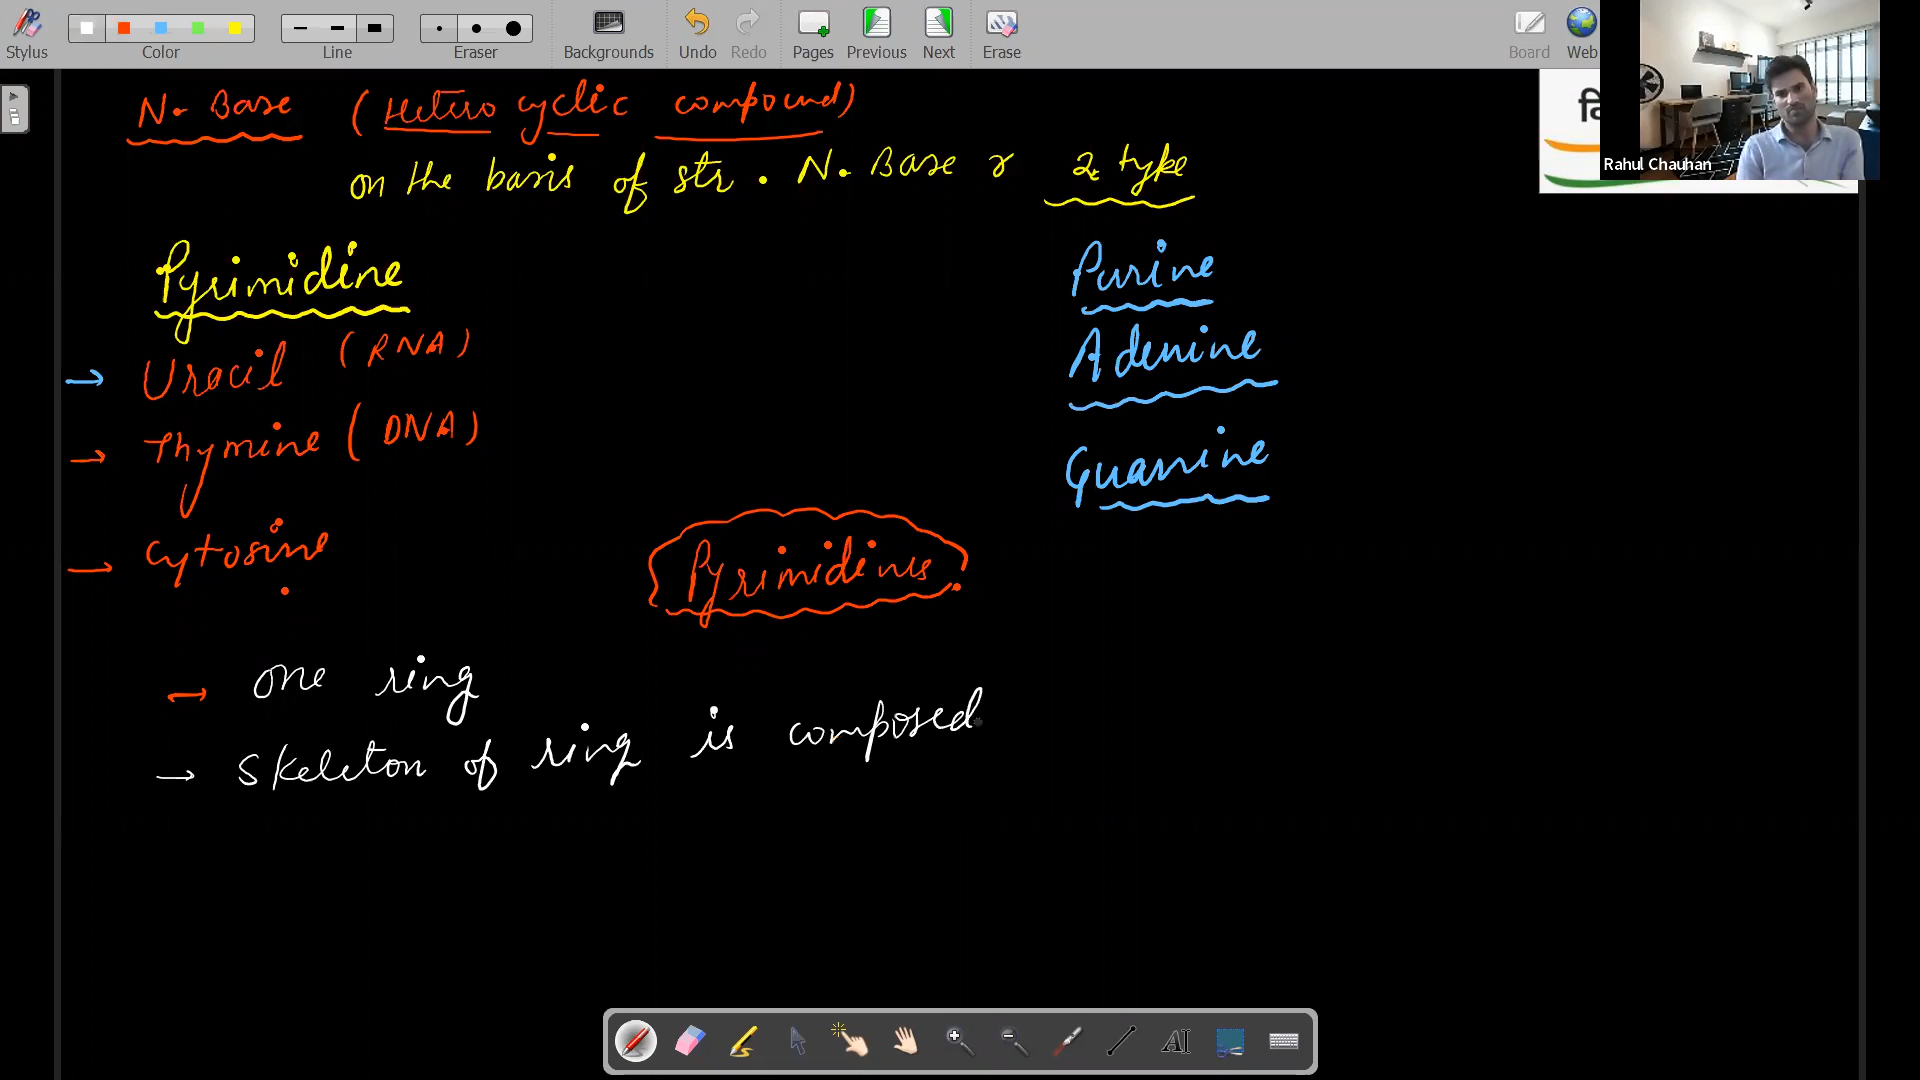 Stylus Color Line Eraser Backgrounds Undo Redo Pages Previous Next Erase Board Web
Rahul Chauhan
N. Base (Hetero cyclic compound)
on the basis of str . N. Base r 2 type
Pyrimidine
Uracil (RNA)
Thymine (DNA)
Cytosine
Purine
Adenine
Guanine
Pyrimidines
→ one ring
→ Skeleton of ring is composed